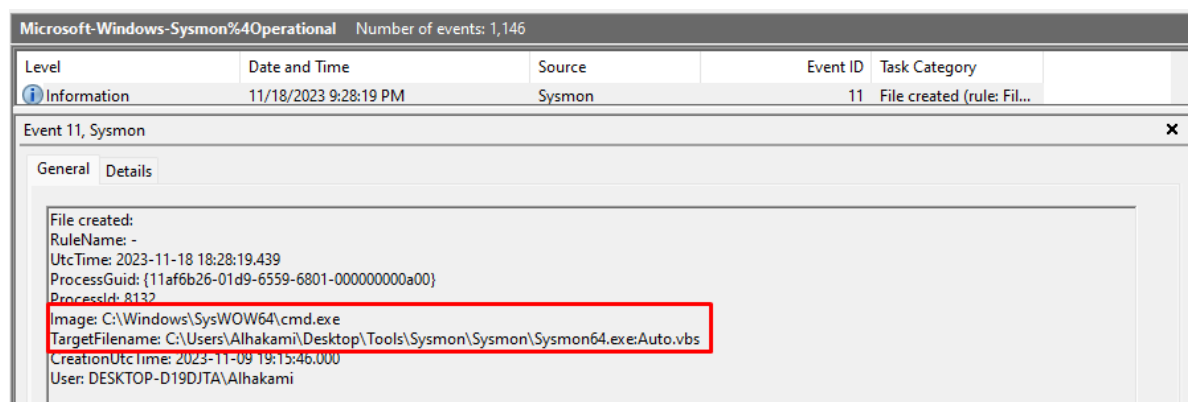 Microsoft-Windows-Sysmon%4Operational Number of events: 1,146
Level Date and Time Source Event ID Task Category
Information 11/18/2023 9:28:19 PM Sysmon 11 File created (rule: Fil...
Event 11, Sysmon
General Details
File created:
RuleName: -
UtcTime: 2023-11-18 18:28:19.439
ProcessGuid: {11af6b26-01d9-6559-6801-000000000a00}
ProcessId: 8132
Image: C:\Windows\SysWOW64\cmd.exe
TargetFilename: C:\Users\Alhakami\Desktop\Tools\Sysmon\Sysmon\Sysmon64.exe:Auto.vbs
CreationUtcTime: 2023-11-09 19:15:46.000
User: DESKTOP-D19DJTA\Alhakami